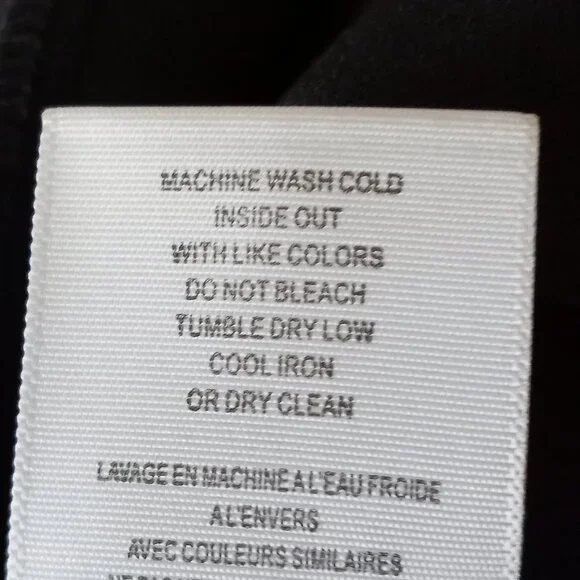 MACHINE WASH COLD
INSIDE OUT
WITH LIKE COLORS
DO NOT BLEACH
TUMBLE DRY LOW
COOL IRON
OR DRY CLEAN
LAVAGE EN MACHINE A L'EAU FROIDE
A L'ENVERS
AVEC COULEURS SIMILAIRES